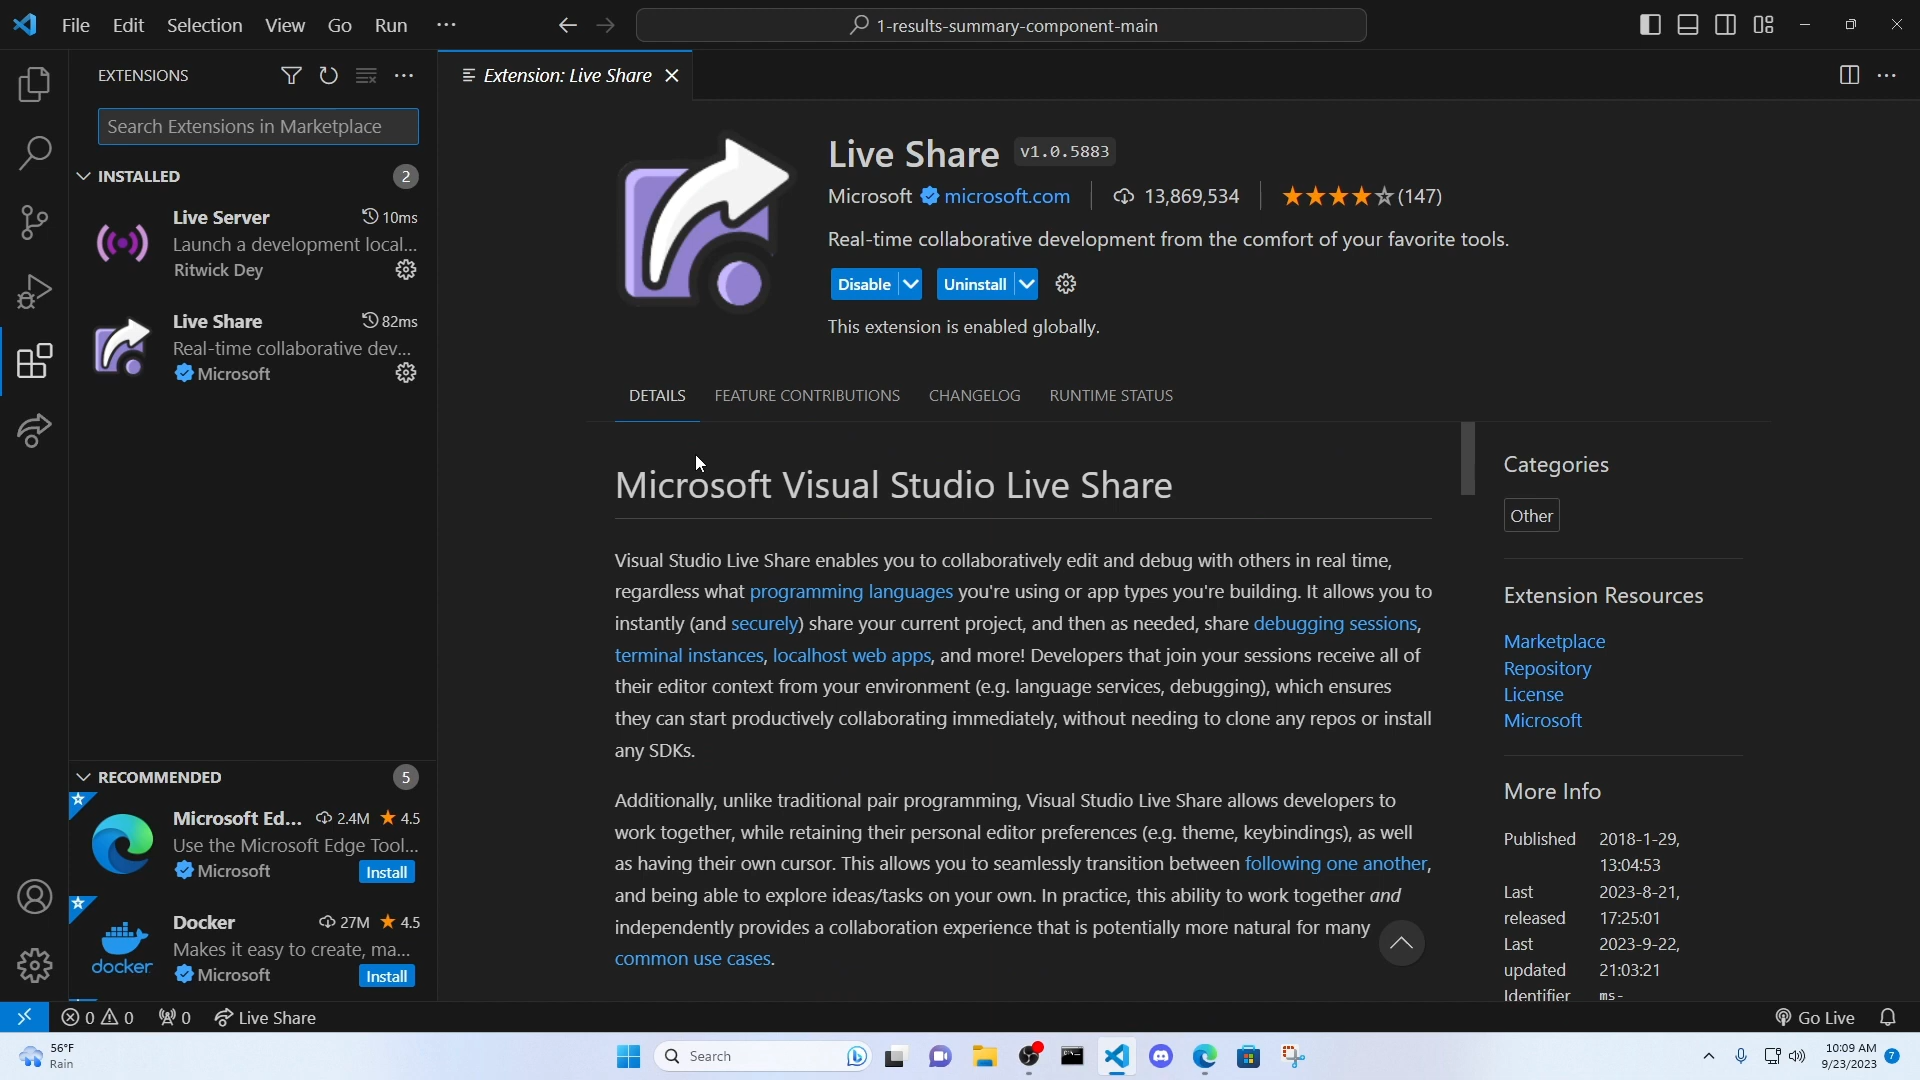 File Edit Selection View Go Run
1-results-summary-component-main
EXTENSIONS
Extension: Live Share
Search Extensions in Marketplace
INSTALLED 2
Live Server 10ms
Launch a development local...
Ritwick Dey
Live Share 82ms
Real-time collaborative dev...
Microsoft
RECOMMENDED 5
Microsoft Ed... 2.4M 4.5
Use the Microsoft Edge Tool...
Microsoft Install
Docker 27M 4.5
Makes it easy to create, ma...
Microsoft Install
docker
Live Share v1.0.5883
Microsoft microsoft.com 13,869,534 (147)
Real-time collaborative development from the comfort of your favorite tools.
Disable Uninstall
This extension is enabled globally.
DETAILS FEATURE CONTRIBUTIONS CHANGELOG RUNTIME STATUS
Microsoft Visual Studio Live Share
Visual Studio Live Share enables you to collaboratively edit and debug with others in real time,
regardless what programming languages you're using or app types you're building. It allows you to
instantly (and securely) share your current project, and then as needed, share debugging sessions,
terminal instances, localhost web apps, and more! Developers that join your sessions receive all of
their editor context from your environment (e.g. language services, debugging), which ensures
they can start productively collaborating immediately, without needing to clone any repos or install
any SDKs.
Additionally, unlike traditional pair programming, Visual Studio Live Share allows developers to
work together, while retaining their personal editor preferences (e.g. theme, keybindings), as well
as having their own cursor. This allows you to seamlessly transition between following one another,
and being able to explore ideas/tasks on your own. In practice, this ability to work together and
independently provides a collaboration experience that is potentially more natural for many
common use cases.
Categories
Other
Extension Resources
Marketplace
Repository
License
Microsoft
More Info
Published 2018-1-29,
13:04:53
Last 2023-8-21,
released 17:25:01
Last 2023-9-22,
updated 21:03:21
Identifier ms-
0 0 0 Live Share Go Live
56°F
Rain
Search
10:09 AM
9/23/2023 7